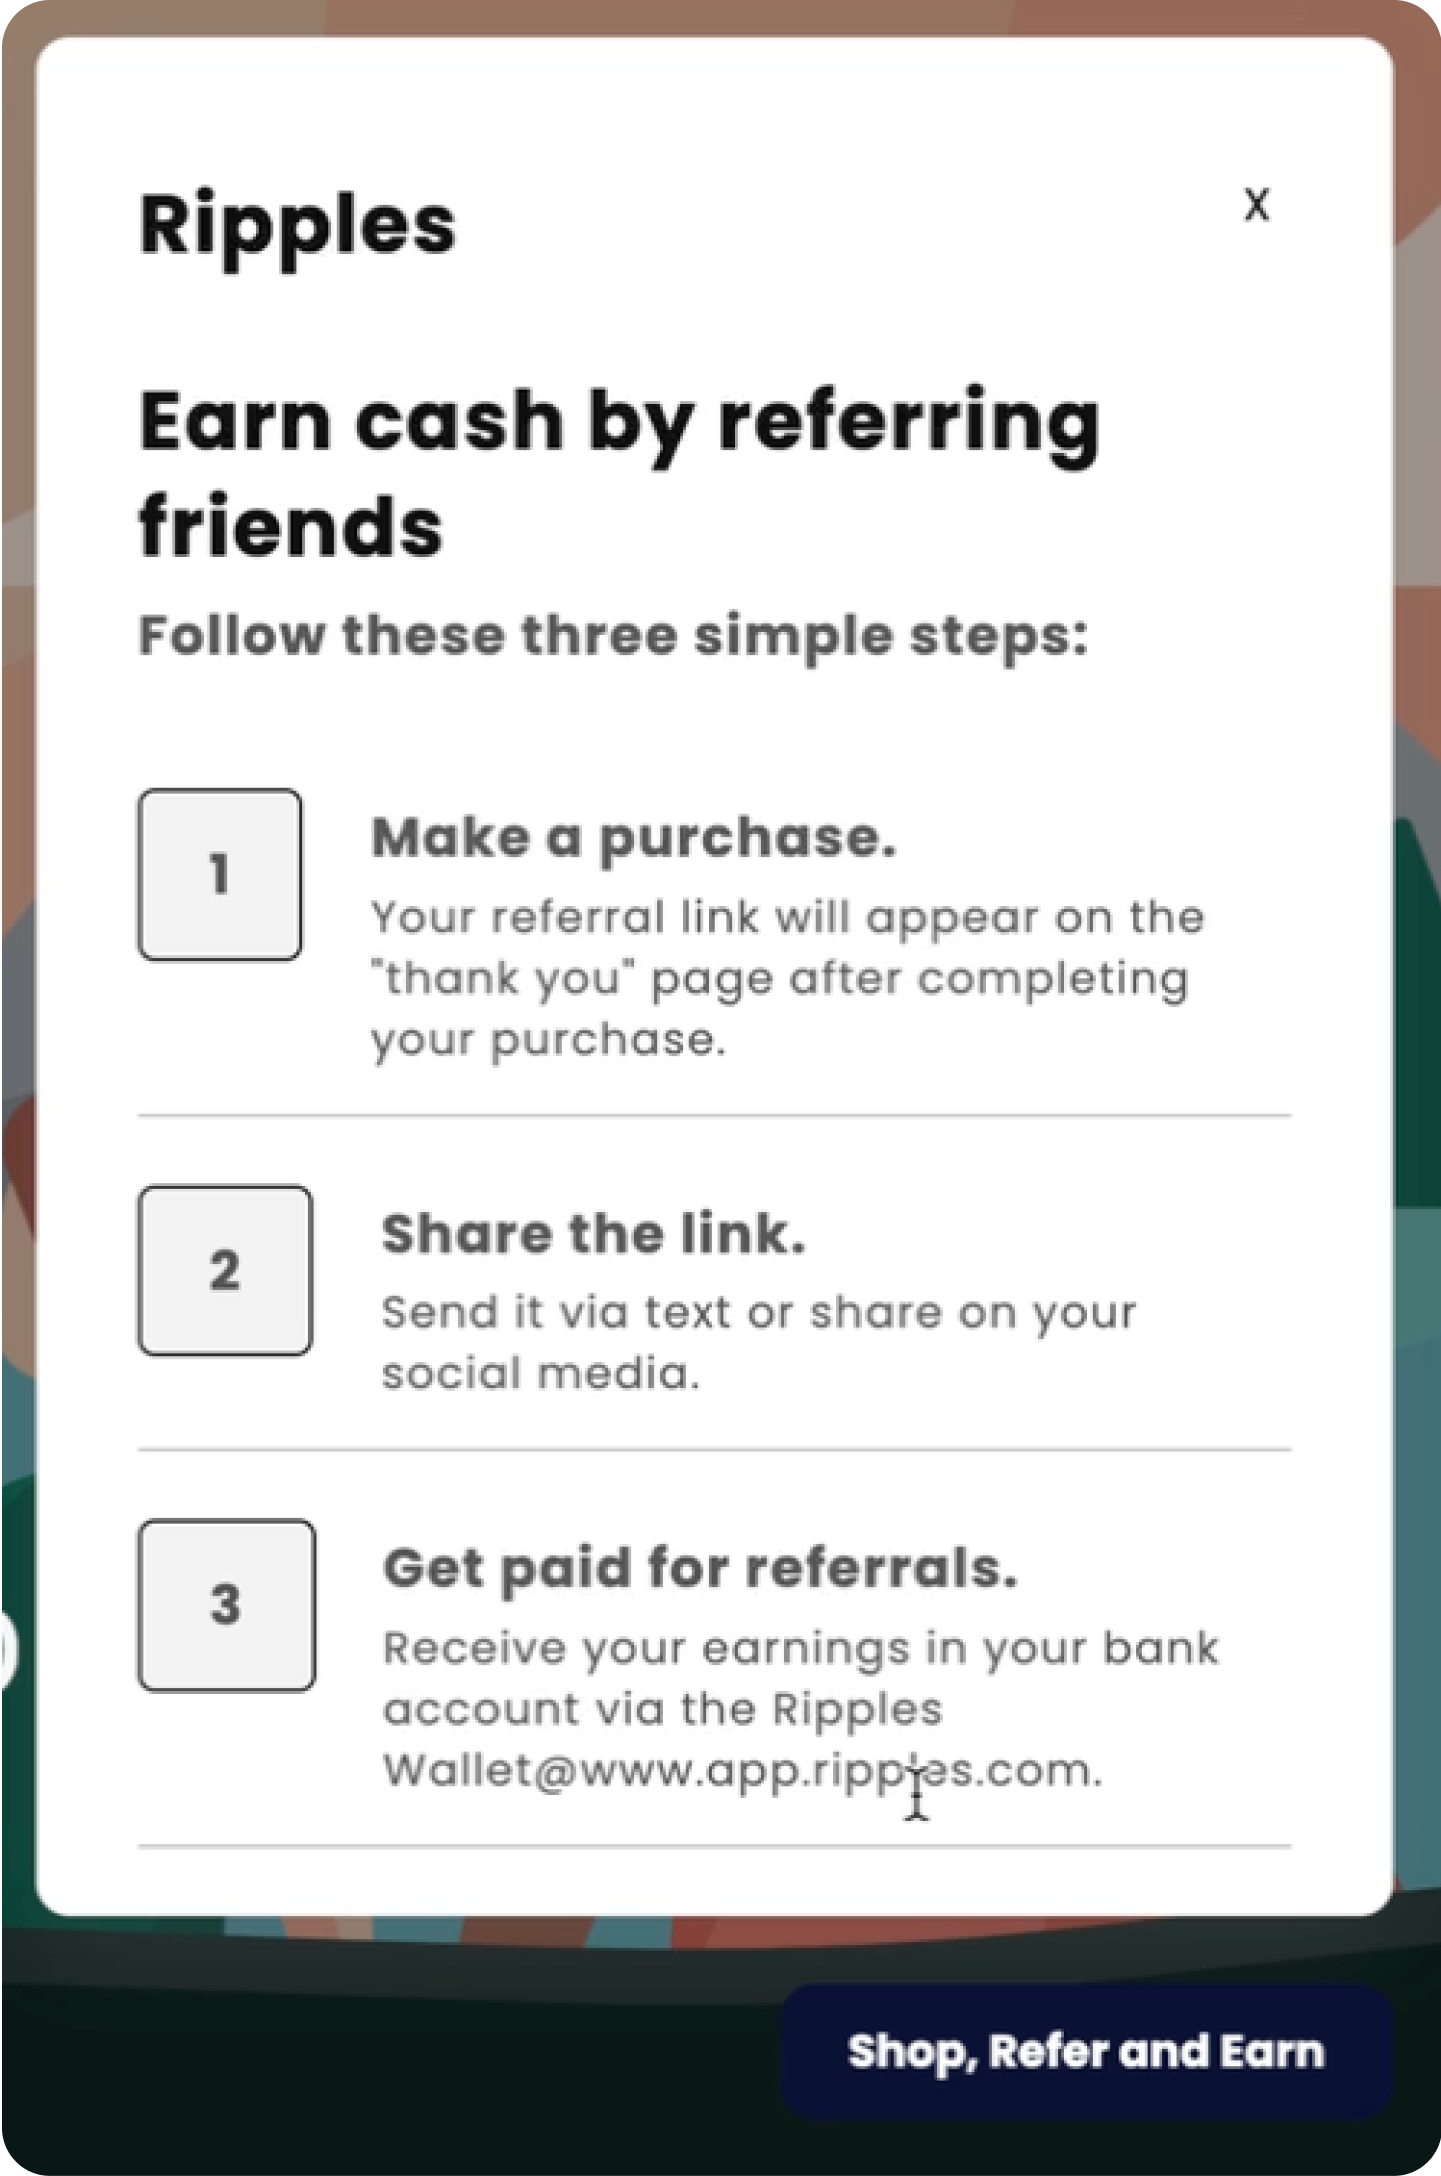 Ripples
X
Earn cash by referring
friends
Follow these three simple steps:
1
Make a purchase.
Your referral link will appear on the
"thank you" page after completing
your purchase.
2
Share the link.
Send it via text or share on your
social media.
3
Get paid for referrals.
Receive your earnings in your bank
account via the Ripples
Wallet@www.app.ripples.com.
Shop, Refer and Earn